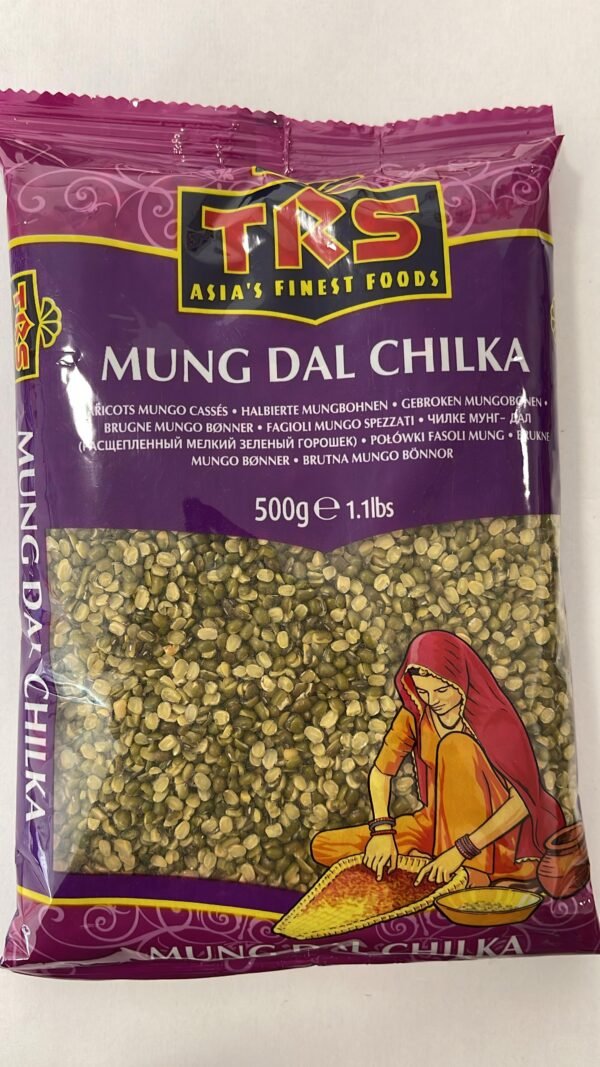 TRS
ASIA'S FINEST FOODS
MUNG DAL CHILKA
MUNGO CASSÉS • HALBIERTE MUNGBOHNEN • GEBROKEN MUNGOBONEN •
BRUGNE MUNGO BØNNER • FAGIOLI MUNGO SPEZZATI • ЧИЛКЕ МУНГ- ДАЛ
(РАСЩЕПЛЕННЫЙ МЕЛКИЙ ЗЕЛЕНЫЙ ГОРОШЕК) • POŁÓWKI FASOLI MUNG • BRUKNE
MUNGO BØNNER • BRUTNA MUNGO BÖNNOR
500g e 1.1lbs
TRS
MUNG DAL CHILKA
MUNG DAL CHILKA